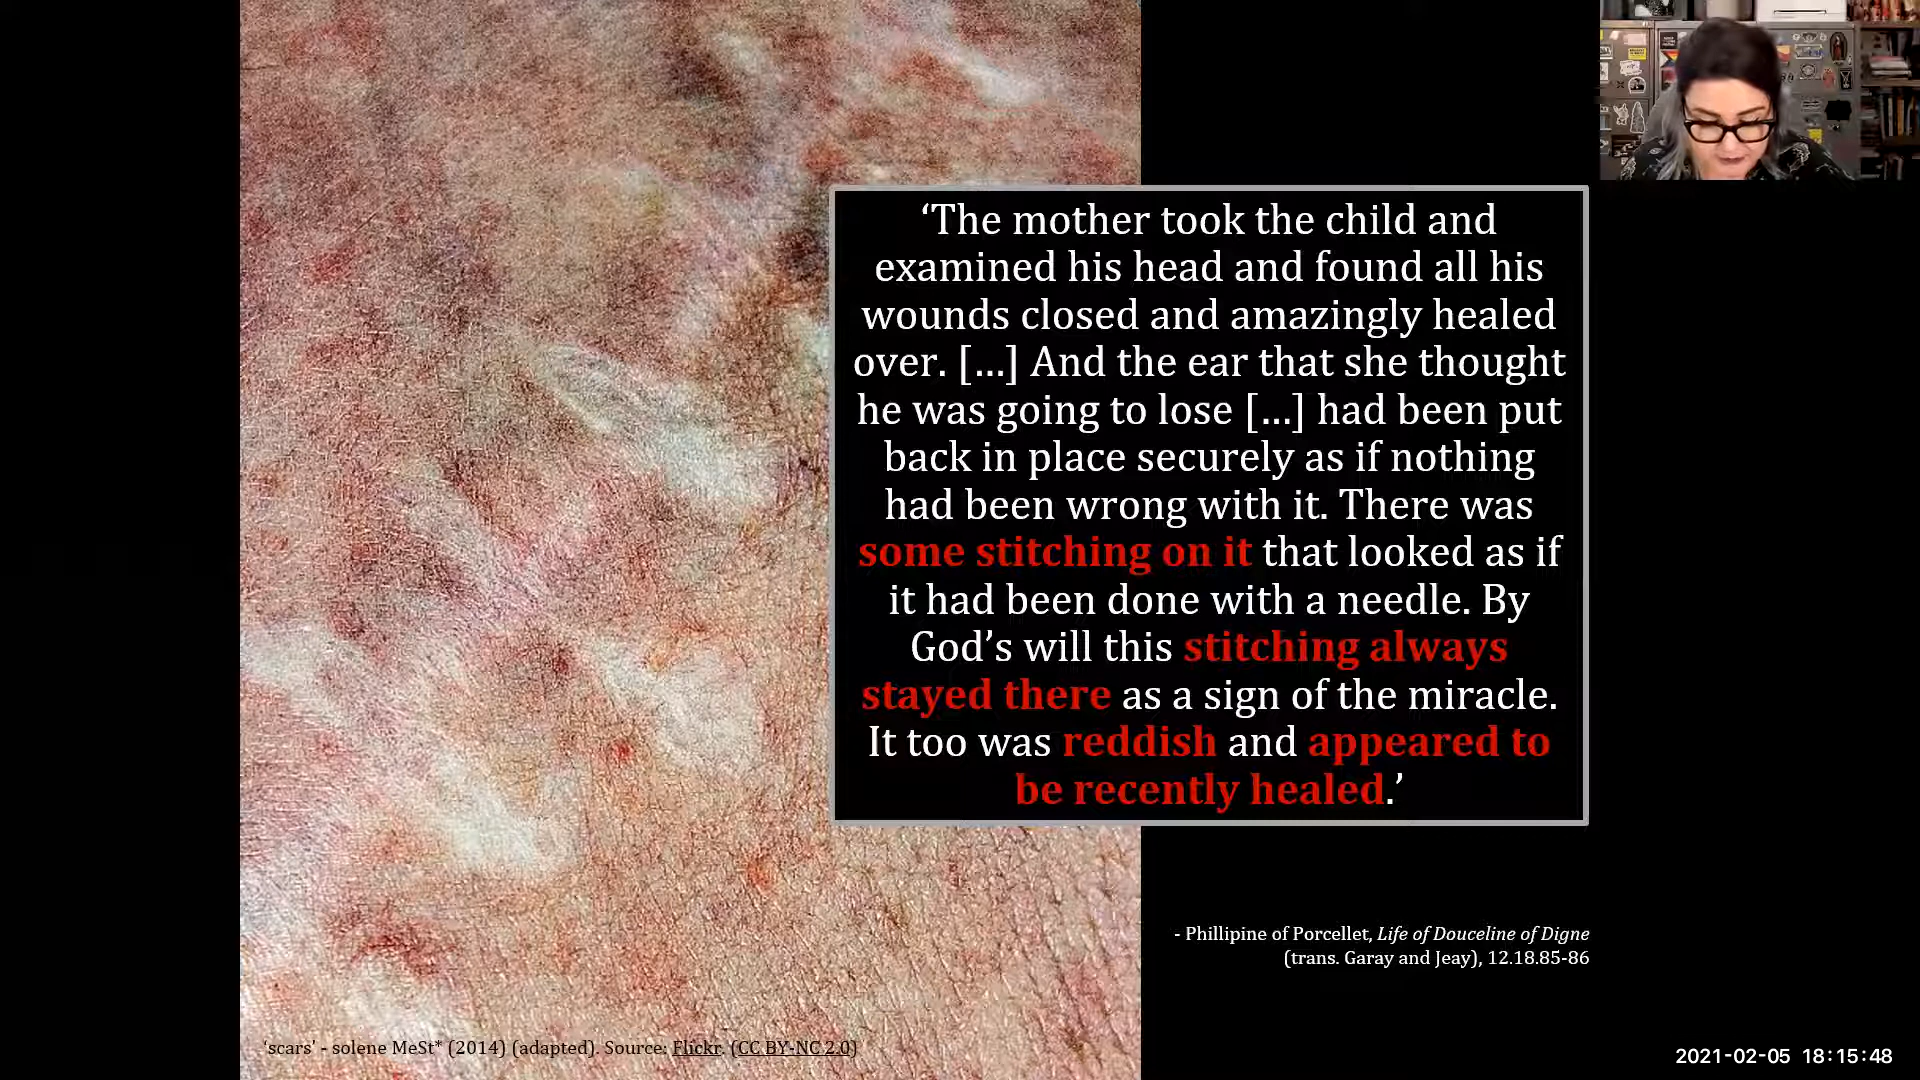 ‘The mother took the child and
examined his head and found all his
wounds closed and amazingly healed
over. […] And the ear that she thought
he was going to lose […] had been put
back in place securely as if nothing
had been wrong with it. There was
some stitching on it that looked as if
it had been done with a needle. By
God’s will this stitching always
stayed there as a sign of the miracle.
It too was reddish and appeared to
be recently healed.’
- Phillipine of Porcellet, Life of Douceline of Digne
(trans. Garay and Jeay), 12.18.85-86
‘scars’ - solene MeSt* (2014) (adapted). Source: Flickr. (CC BY-NC 2.0)
2021-02-05 18:15:48